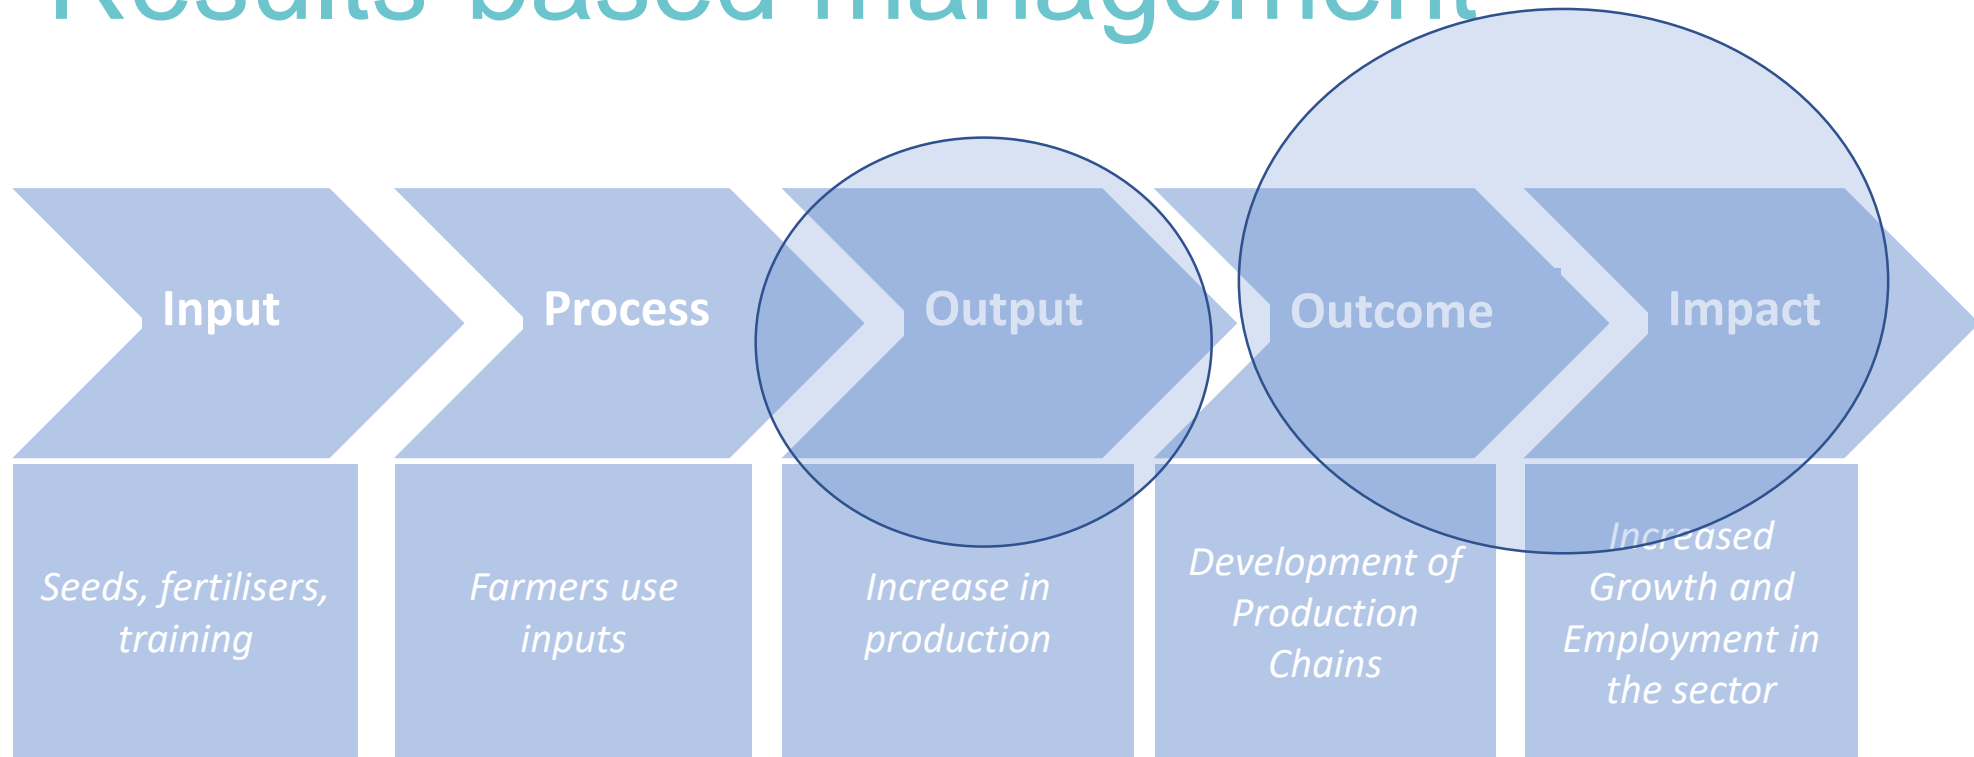 Results-based management
Input
Process
Output
Outcome
Impact
Seeds, fertilisers,
training
Farmers use
inputs
Increase in
production
Development of
Production
Chains
Increased
Growth and
Employment in
the sector